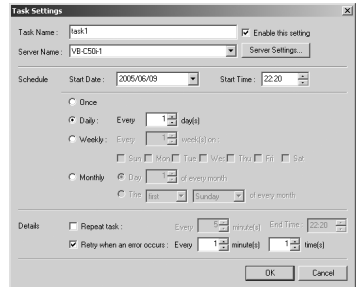 Task Settings
Task Name : task1 Enable this setting
Server Name : VB-C50i-1 Server Settings...
Schedule Start Date : 2005/06/09 Start Time : 22:20
Once
Daily : Every 1 day(s)
Weekly : Every 1 week(s) on :
Sun Mon Tue Wed Thu Fri Sat
Monthly Day 1 of every month
The first Sunday of every month
Details Repeat task : Every 5 minute(s) End Time : 22:20
Retry when an error occurs : Every 1 minute(s) 1 time(s)
OK Cancel